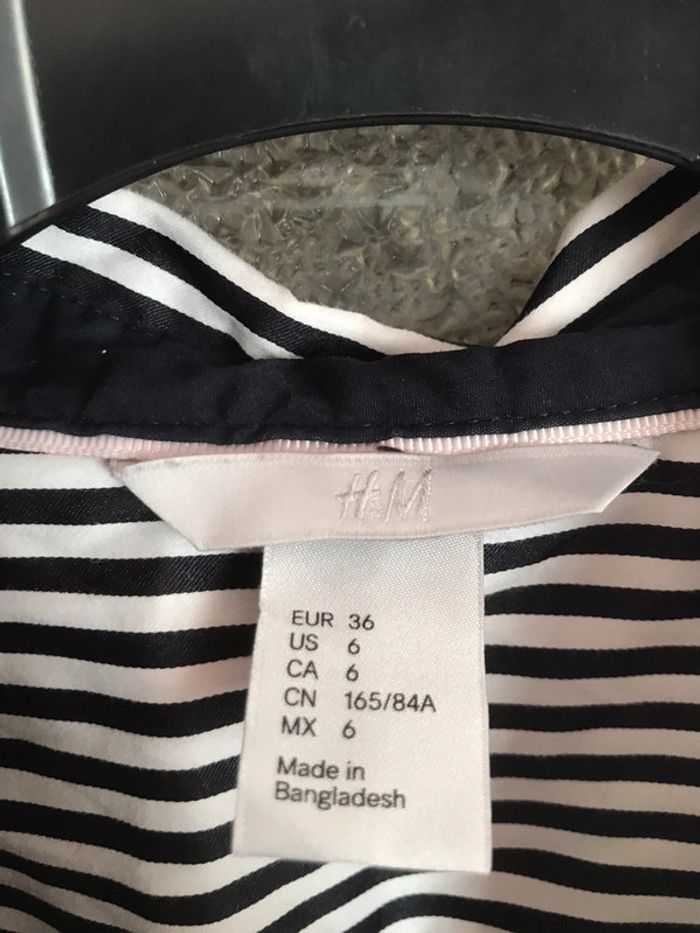 H&M
EUR 36
US 6
CA 6
CN 165/84A
MX 6
Made in
Bangladesh